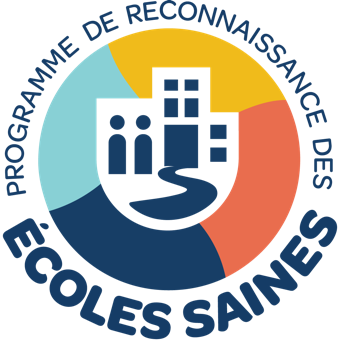 PROGRAMME DE RECONNAISSANCE DES
ÉCOLES SAINES